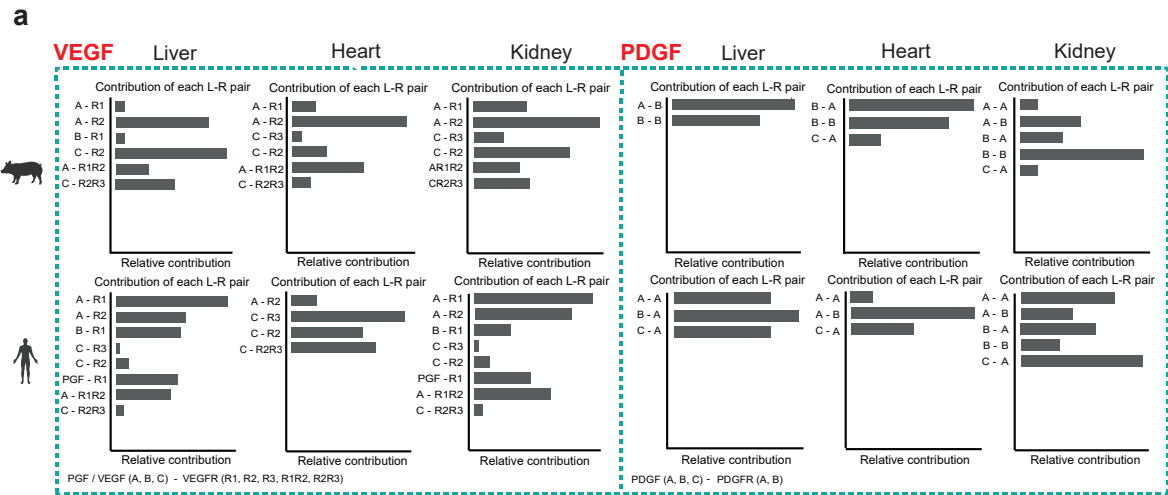 a
VEGF Liver Heart Kidney PDGF Liver Heart Kidney
Contribution of each L-R pair
A - R1
A - R2
B - R1
C - R2
A - R1R2
C - R2R3
Relative contribution
Contribution of each L-R pair
A - R1
A - R2
C - R3
C - R2
A - R1R2
C - R2R3
Relative contribution
Contribution of each L-R pair
A - R1
A - R2
C - R3
C - R2
AR1R2
CR2R3
Relative contribution
Contribution of each L-R pair
A - B
B - B
Relative contribution
Contribution of each L-R pair
B - A
B - B
C - A
Relative contribution
Contribution of each L-R pair
A - A
A - B
B - A
B - B
C - A
Relative contribution
Contribution of each L-R pair
A - R1
A - R2
B - R1
C - R3
C - R2
PGF - R1
A - R1R2
C - R2R3
Relative contribution
Contribution of each L-R pair
A - R2
C - R3
C - R2
C - R2R3
Relative contribution
Contribution of each L-R pair
A - R1
A - R2
B - R1
C - R3
C - R2
PGF - R1
A - R1R2
C - R2R3
Relative contribution
Contribution of each L-R pair
A - A
B - A
C - A
Relative contribution
Contribution of each L-R pair
A - A
A - B
C - A
Relative contribution
Contribution of each L-R pair
A - A
A - B
B - A
B - B
C - A
Relative contribution
PGF / VEGF (A, B, C) - VEGFR (R1, R2, R3, R1R2, R2R3)
PDGF (A, B, C) - PDGFR (A, B)